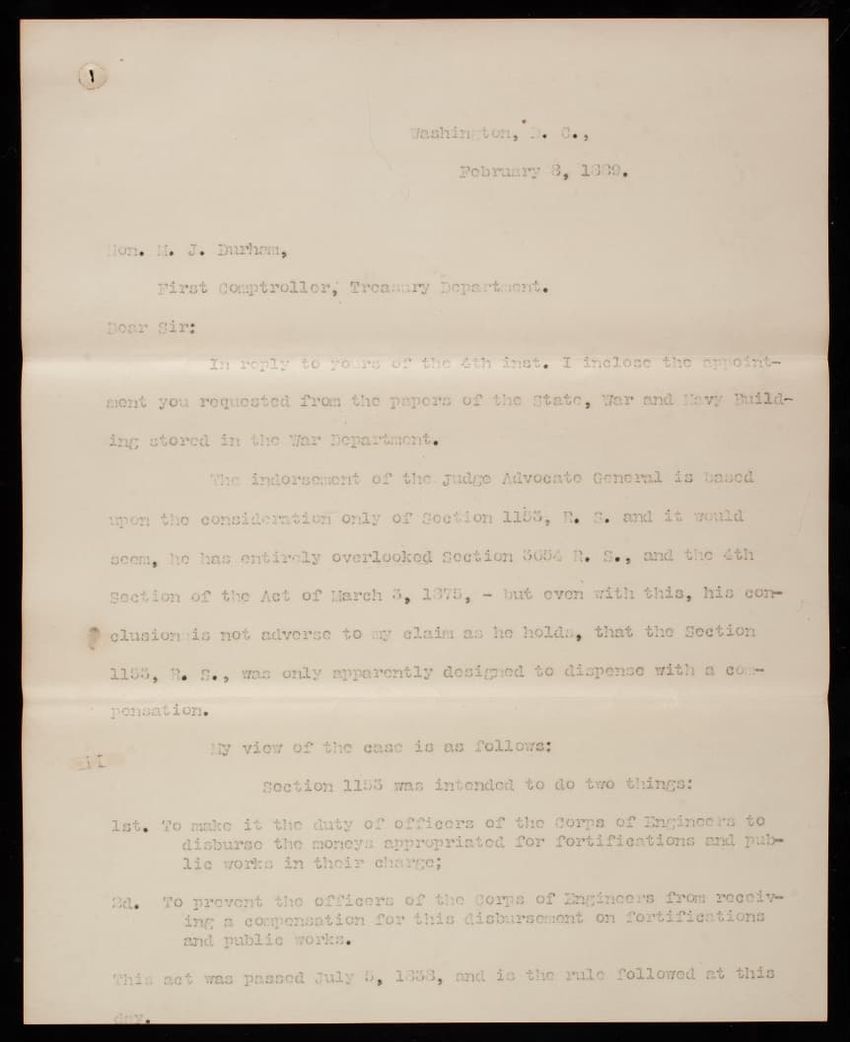 Washington, D. C.,
February 8, 1889.
Hon. M. J. Durham,
First Comptroller, Treasury Department.
Dear Sir:
In reply to yours of the 4th inst. I inclose the appoint-
ment you requested from the papers of the State, War and Navy Build-
ing stored in the War Department.
The indorsement of the Judge Advocate General is based
upon the consideration only of Section 1153, R. S. and it would
seem, he has entirely overlooked Section 3654 R. S., and the 4th
Section of the Act of March 3, 1875, - but even with this, his con-
clusion is not adverse to my claim as he holds, that the Section
1153, R. S., was only apparently designed to dispense with a com-
pensation.
My view of the case is as follows:
Section 1153 was intended to do two things:
1st. To make it the duty of officers of the Corps of Engineers to
disburse the moneys appropriated for fortifications and pub-
lic works in their charge;
2d. To prevent the officers of the Corps of Engineers from receiv-
ing a compensation for this disbursement on fortifications
and public works.
This act was passed July 5, 1838, and is the rule followed at this
day.